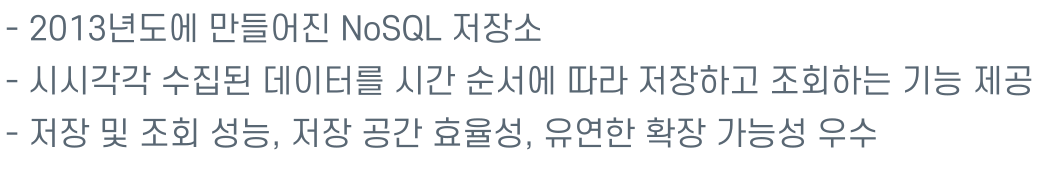 - 2013년도에 만들어진 NoSQL 저장소
- 시시각각 수집된 데이터를 시간 순서에 따라 저장하고 조회하는 기능 제공
- 저장 및 조회 성능, 저장 공간 효율성, 유연한 확장 가능성 우수